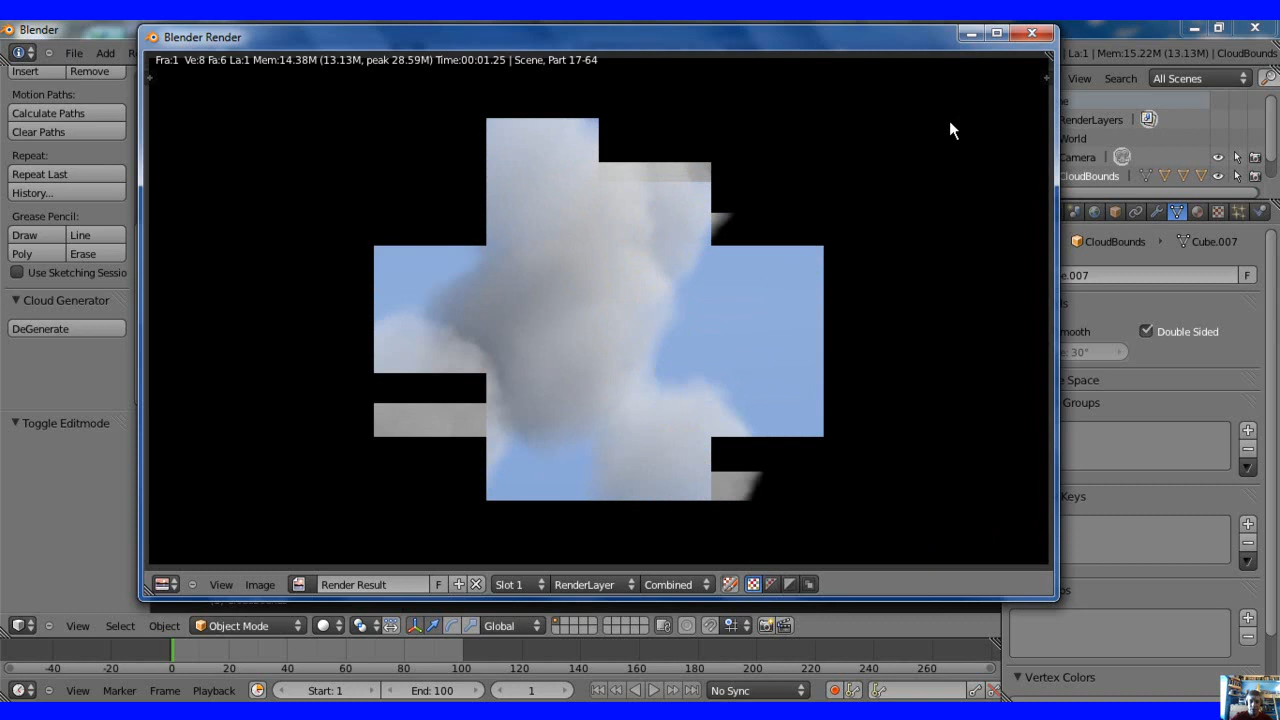 Blender
Blender Render
File Add R
La:1 | Mem:15.22M (13.13M) | CloudBounds
Fra:1 Ve:8 Fa:6 La:1 Mem:14.38M (13.13M, peak 28.59M) Time:00:01.25 | Scene, Part 17-64
Insert Remove
View Search All Scenes
Motion Paths:
Calculate Paths
Clear Paths
RenderLayers |
World
Camera |
CloudBounds |
Repeat:
Repeat Last
History...
Grease Pencil:
Draw Line
Poly Erase
Use Sketching Sessio
Cloud Generator
DeGenerate
Toggle Editmode
CloudBounds Cube.007
e.007 F
mooth Double Sided
e: 30°
e Space
Groups
Keys
Vertex Colors
View Image Render Result F Slot 1 RenderLayer Combined
View Select Object Object Mode Global
-40 -20 0 20 40 60 80 100 120 140 160 180 200 220 240 260
View Marker Frame Playback Start: 1 End: 100 1 No Sync